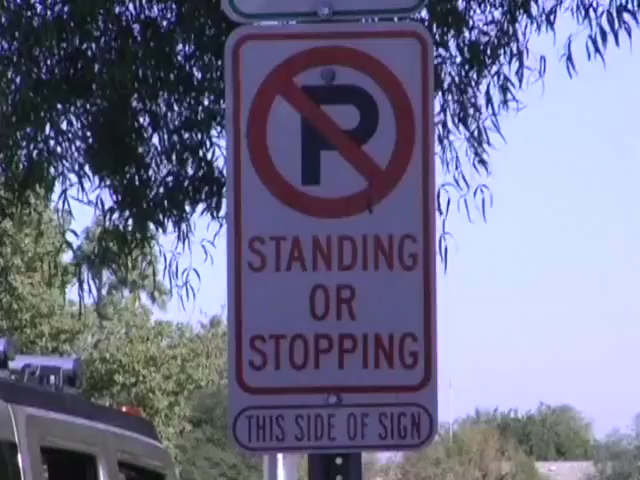 P
STANDING
OR
STOPPING
THIS SIDE OF SIGN